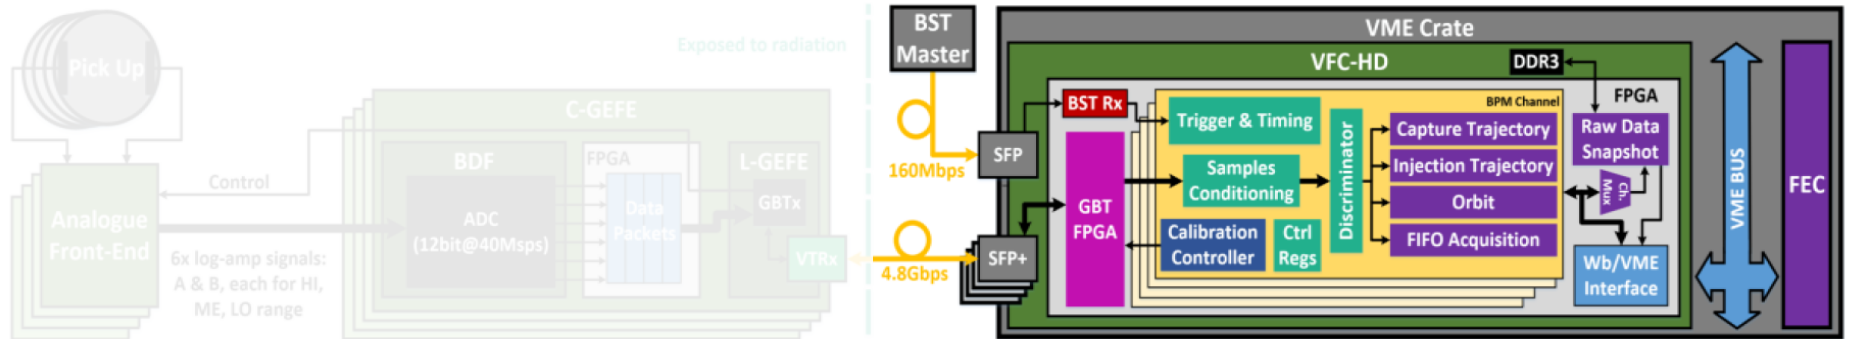 Pick Up
Exposed to radiation
C-GEFE
BDF
FPGA
L-GEFE
Control
ADC
(12bit@40Msps)
Data
Packets
GBTx
VTRx
Analogue
Front-End
6x log-amp signals:
A & B, each for HI,
ME, LO range
BST
Master
160Mbps
4.8Gbps
SFP
SFP+
VME Crate
VFC-HD
DDR3
FPGA
BST Rx
BPM Channel
GBT
FPGA
Trigger & Timing
Samples
Conditioning
Calibration
Controller
Ctrl
Regs
Discriminator
Capture Trajectory
Injection Trajectory
Orbit
FIFO Acquisition
Raw Data
Snapshot
Ch.
Mux
Wb/VME
Interface
VME BUS
FEC